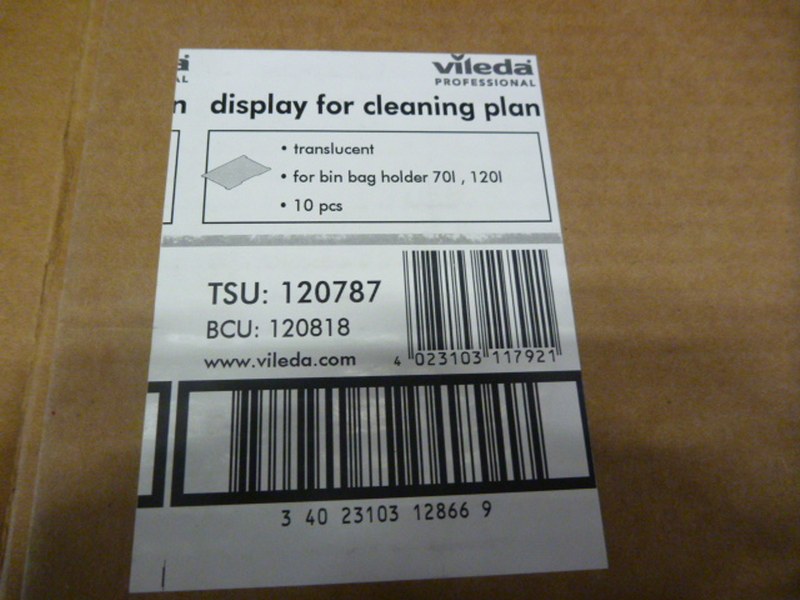 vileda
PROFESSIONAL
display for cleaning plan
• translucent
• for bin bag holder 70l , 120l
• 10 pcs
TSU: 120787
BCU: 120818
www.vileda.com
4 023103 117921
3 40 23103 12866 9